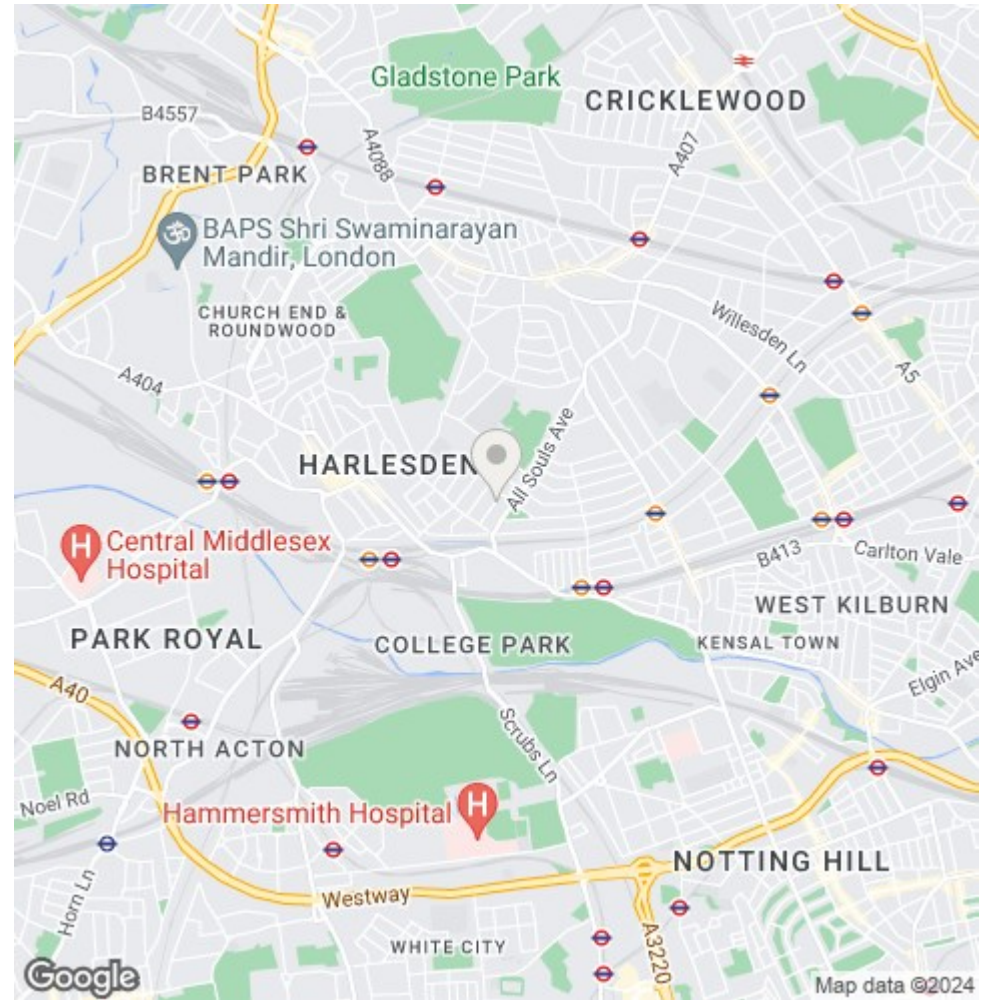 Gladstone Park
CRICKLEWOOD
B4557
A4088
A407
BRENT PARK
BAPS Shri Swaminarayan
Mandir, London
CHURCH END &
ROUNDWOOD
Willesden Ln
A5
A404
HARLESDEN
All Souls Ave
H
Central Middlesex
Hospital
B413
Carlton Vale
WEST KILBURN
PARK ROYAL
COLLEGE PARK
KENSAL TOWN
Elgin Ave
A40
Scrubs Ln
NORTH ACTON
Noel Rd
Hammersmith Hospital
H
Horn Ln
NOTTING HILL
Westway
A3220
WHITE CITY
Google
Map data ©2024